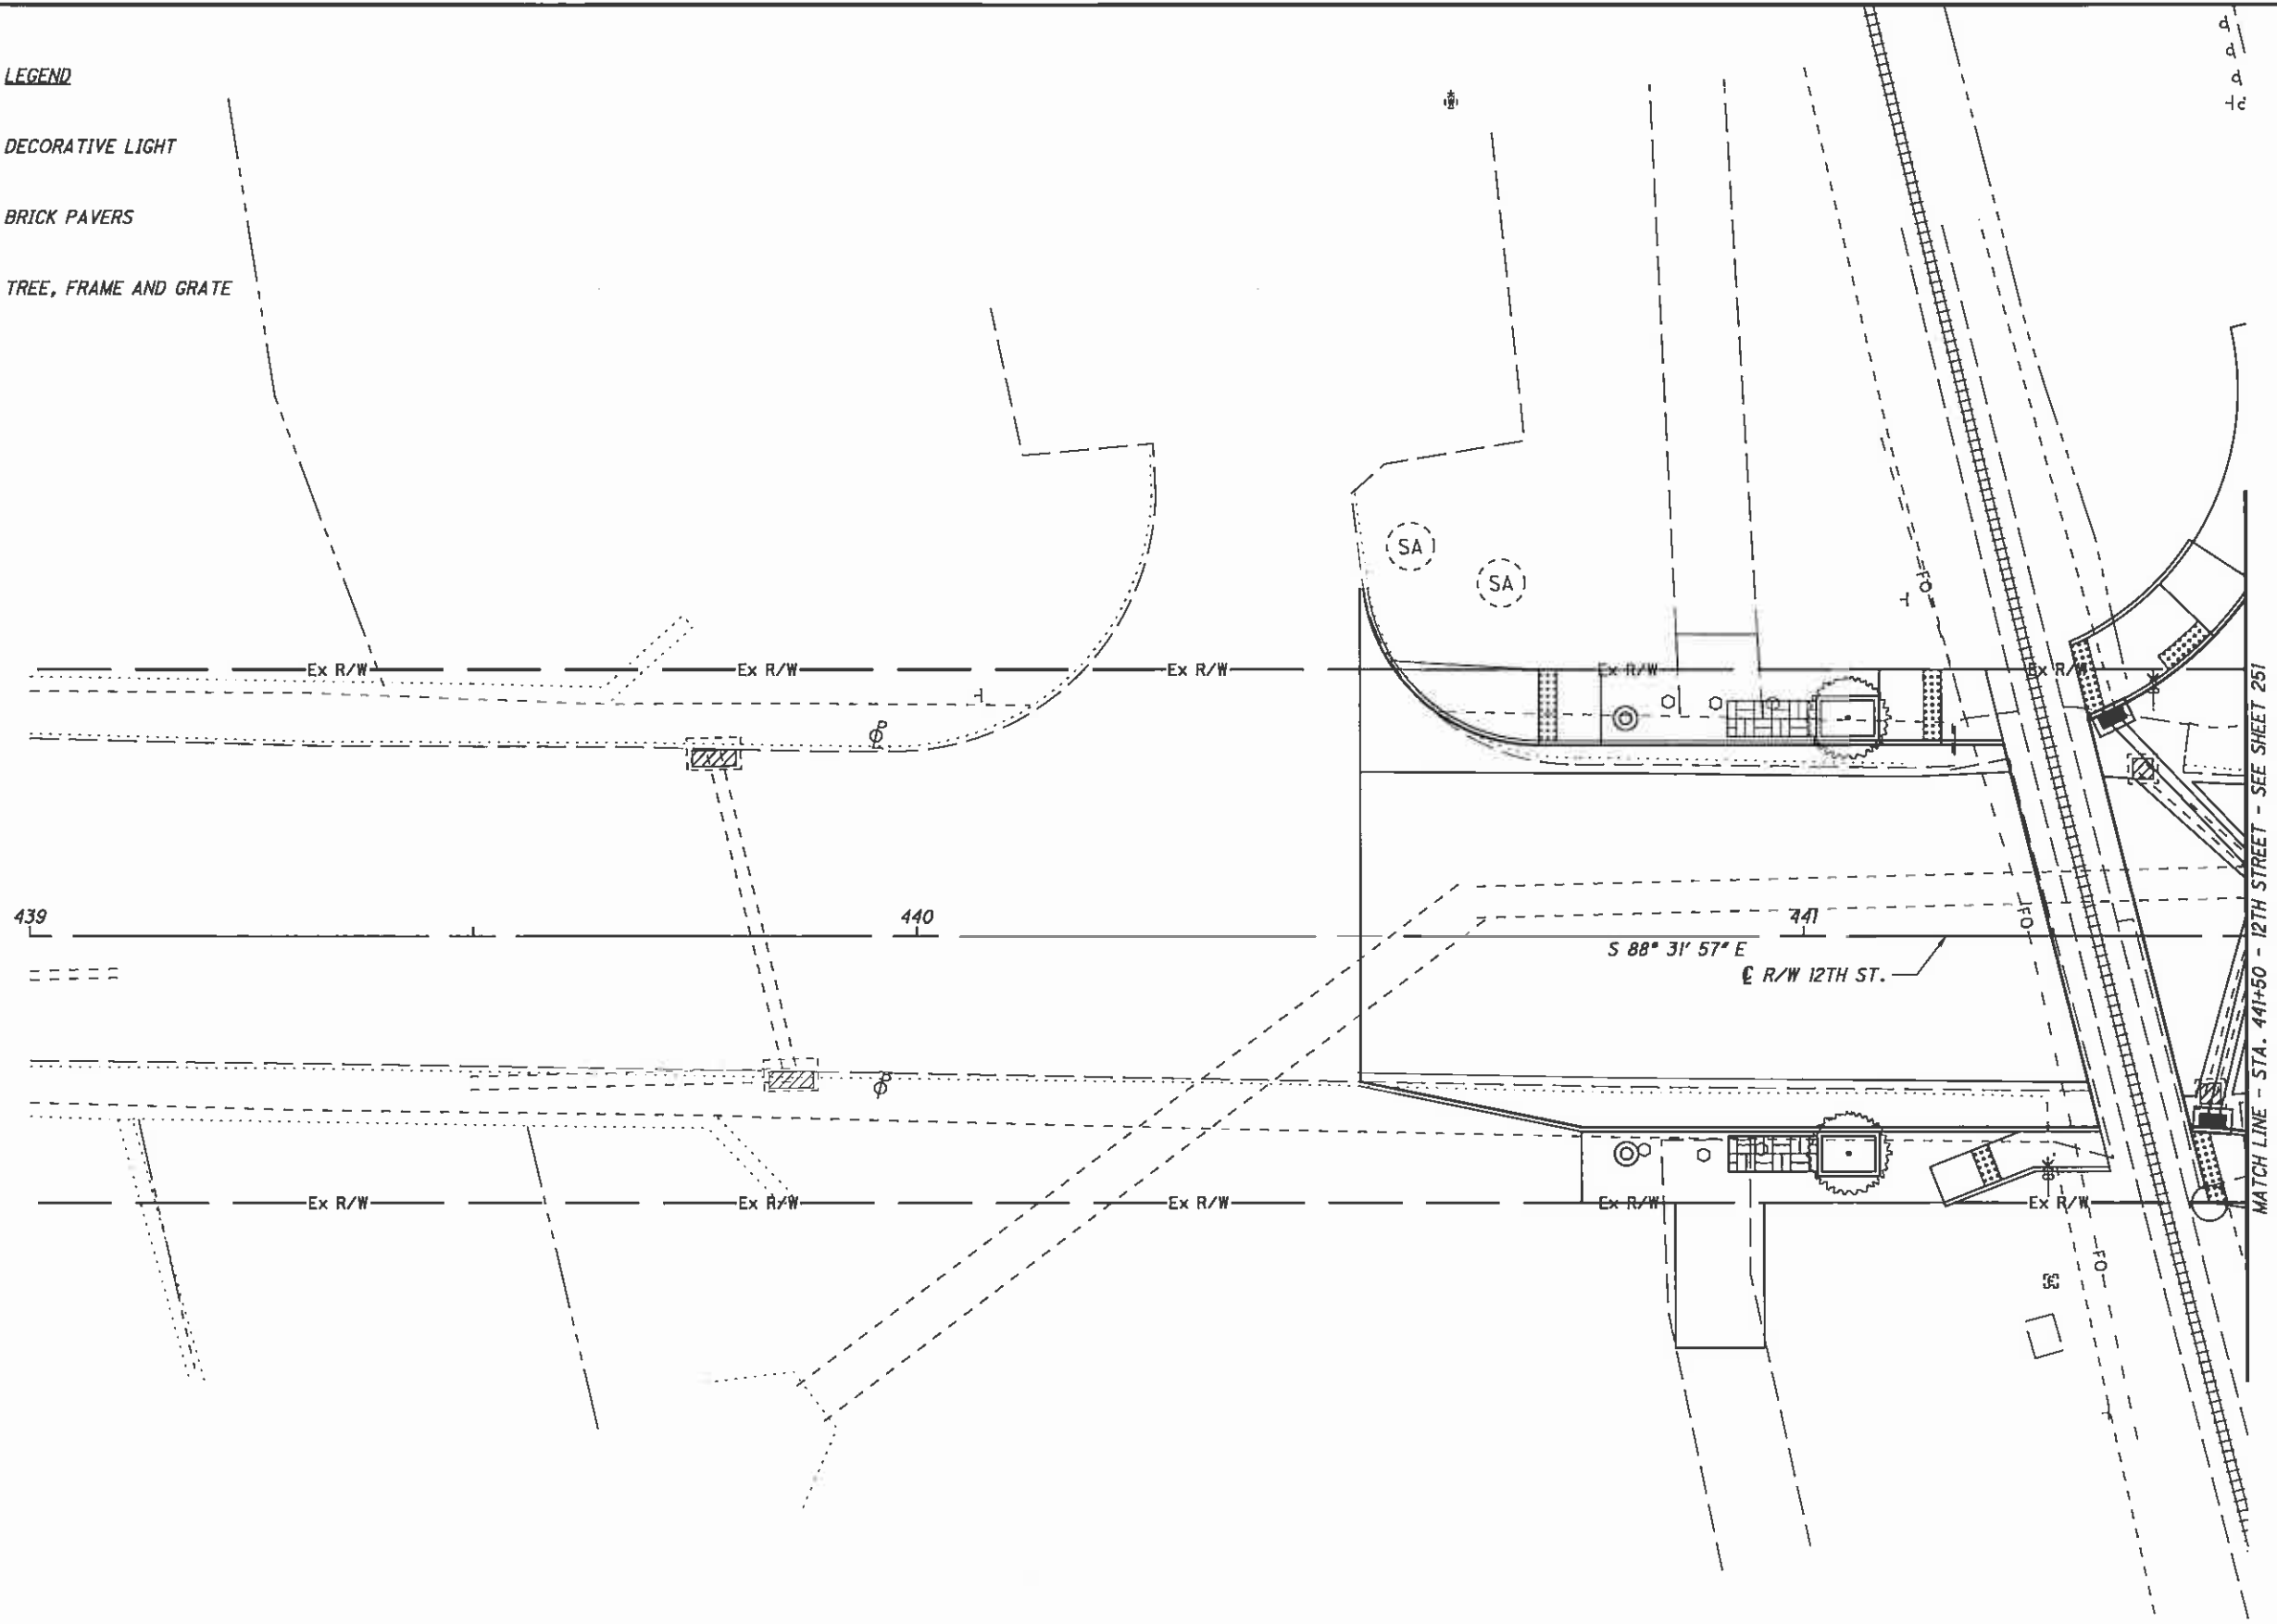 LEGEND
DECORATIVE LIGHT
BRICK PAVERS
TREE, FRAME AND GRATE
SA
SA
FO
Ex R/W Ex R/W Ex R/W Ex R/W Ex R/W
439 440 441
FO
S 88° 31' 57" E
℄ R/W 12TH ST.
Ex R/W Ex R/W Ex R/W Ex R/W Ex R/W
FO
MATCH LINE - STA. 441+50 - 12TH STREET - SEE SHEET 251